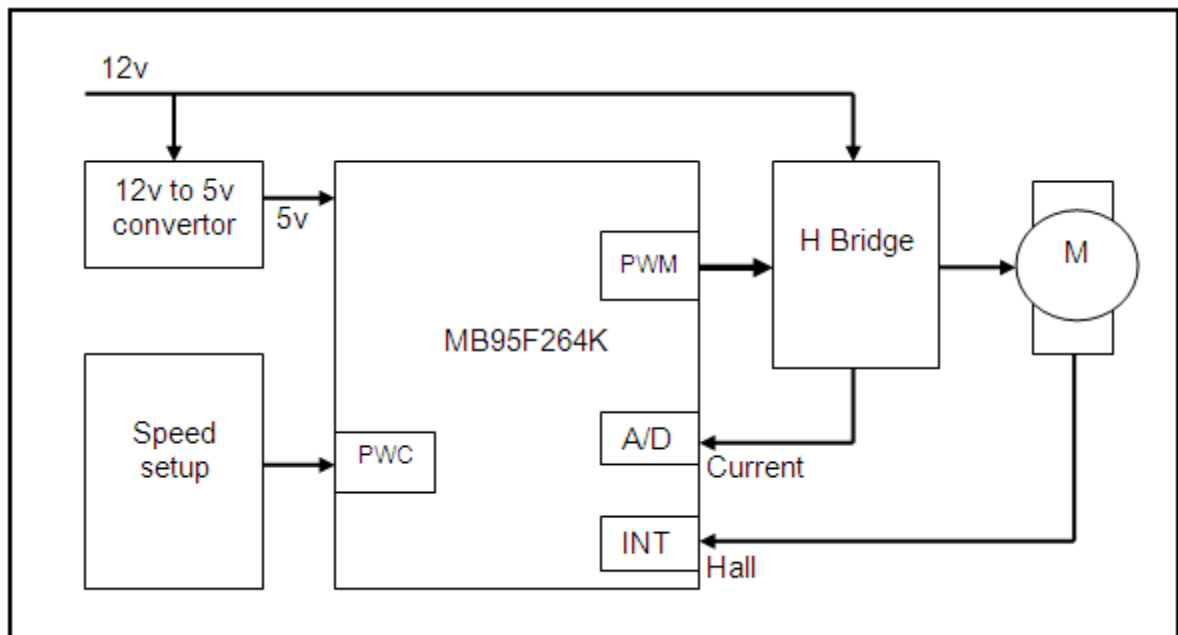 12v
12v to 5v
convertor
5v
PWM
H Bridge
M
MB95F264K
Speed
setup
PWC
A/D
Current
INT
Hall